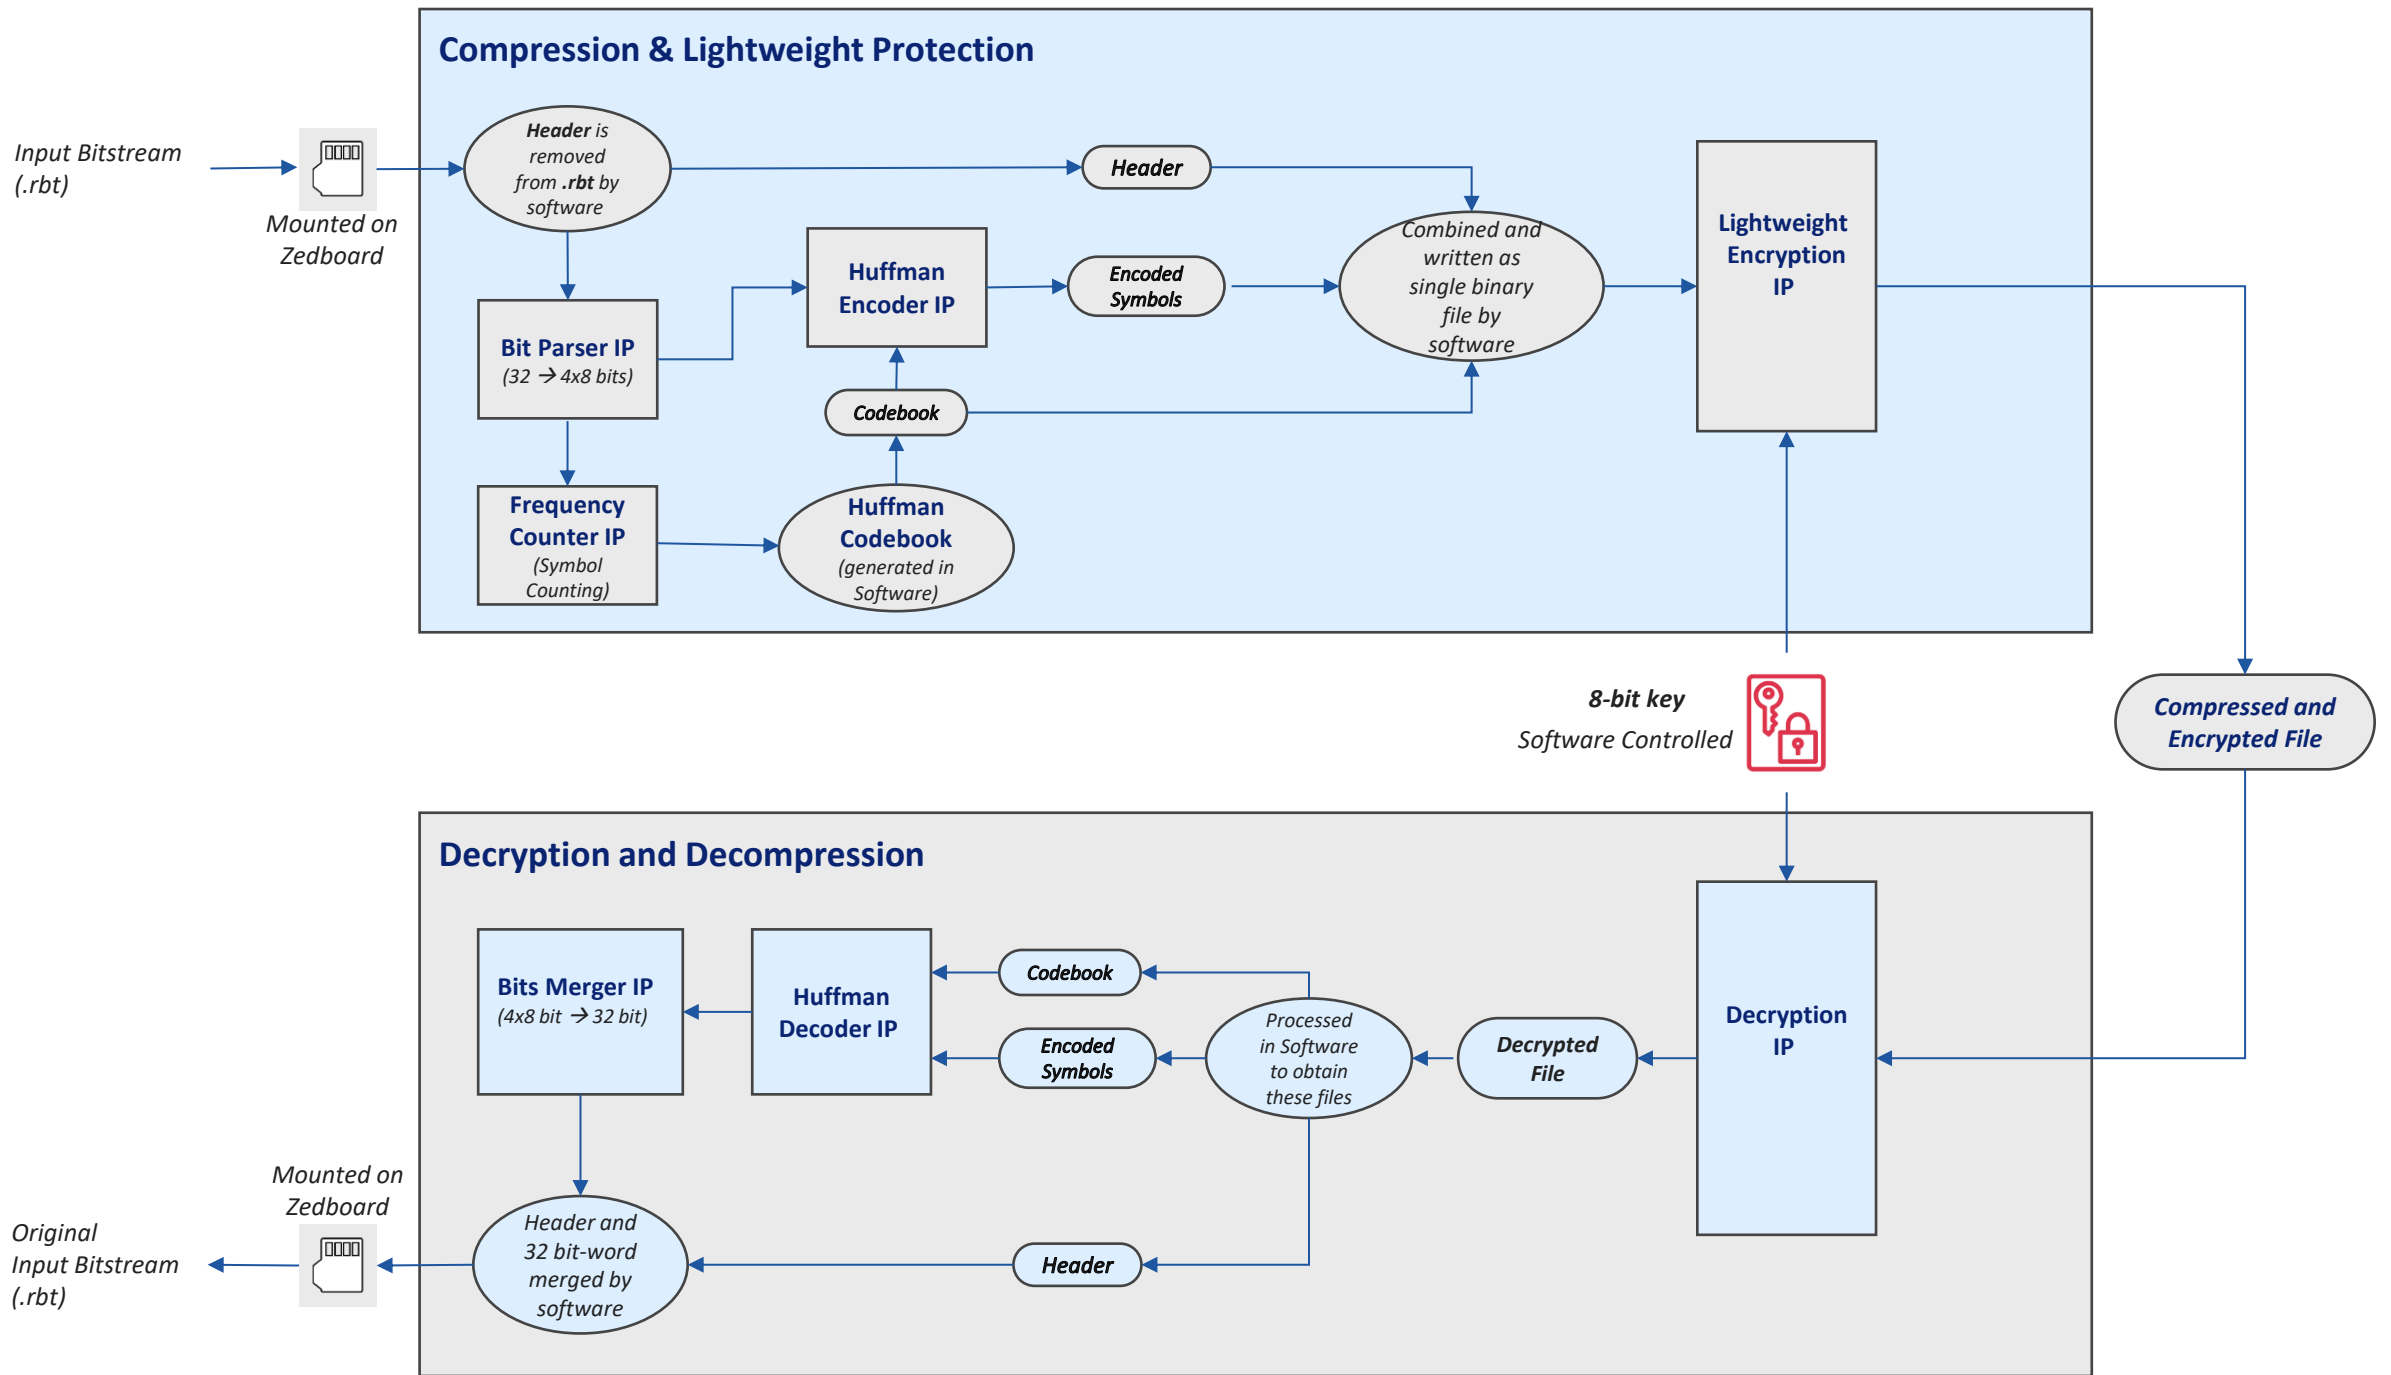 Compression & Lightweight Protection
Input Bitstream
(.rbt)
Mounted on
Zedboard
Header is
removed
from .rbt by
software
Header
Bit Parser IP
(32 → 4x8 bits)
Huffman
Encoder IP
Encoded
Symbols
Combined and
written as
single binary
file by
software
Lightweight
Encryption
IP
Codebook
Frequency
Counter IP
(Symbol
Counting)
Huffman
Codebook
(generated in
Software)
8-bit key
Software Controlled
Compressed and
Encrypted File
Decryption and Decompression
Bits Merger IP
(4x8 bit → 32 bit)
Huffman
Decoder IP
Codebook
Encoded
Symbols
Processed
in Software
to obtain
these files
Decrypted
File
Decryption
IP
Header and
32 bit-word
merged by
software
Header
Mounted on
Zedboard
Original
Input Bitstream
(.rbt)